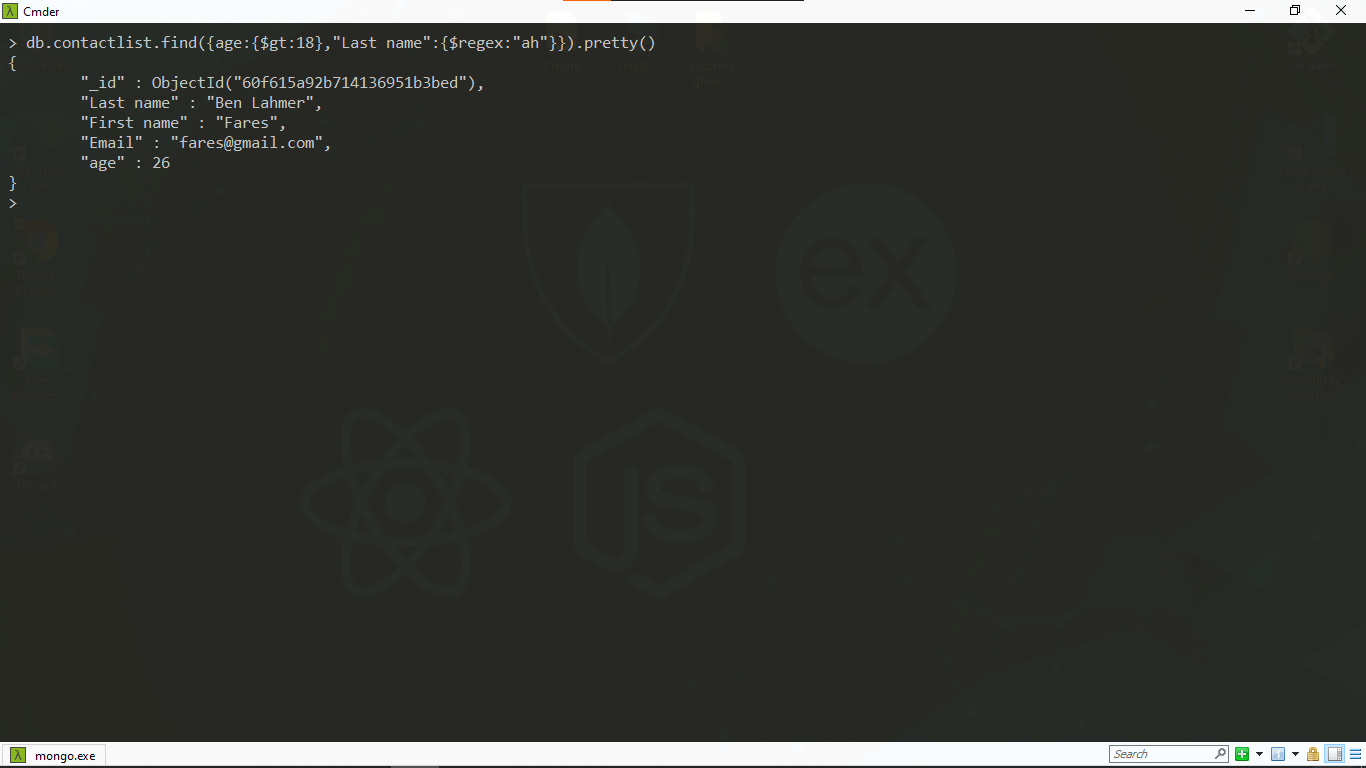 Cmder
> db.contactlist.find({age:{$gt:18},"Last name":{$regex:"ah"}}).pretty()
{
"_id" : ObjectId("60f615a92b714136951b3bed"),
"Last name" : "Ben Lahmer",
"First name" : "Fares",
"Email" : "fares@gmail.com",
"age" : 26
}
>
ex
JS
mongo.exe
Search